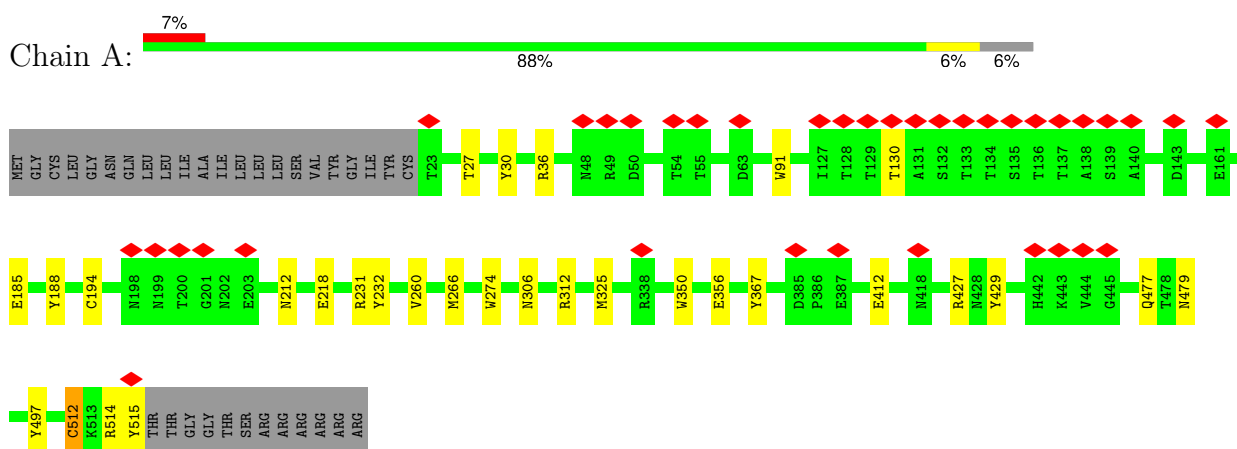 7%
Chain A:
88% 6% 6%
MET GLY CYS LEU GLY ASN GLN LEU LEU ILE ALA ILE LEU LEU LEU SER VAL TYR GLY ILE TYR CYS T23 T27 Y30 R36 N48 R49 D50 T54 T55 D63 W91 I127 T128 T129 T130 A131 S132 T133 T134 S135 T136 T137 A138 S139 A140 D143 E161
E185 Y188 C194 N198 N199 T200 G201 N202 E203 N212 E218 R231 Y232 V260 M266 W274 N306 R312 M325 R338 W350 E356 Y367 D385 P386 E387 E412 N418 R427 N428 Y429 H442 K443 V444 G445 Q477 T478 N479
Y497 C512 K513 R514 Y515 THR THR GLY GLY THR SER ARG ARG ARG ARG ARG